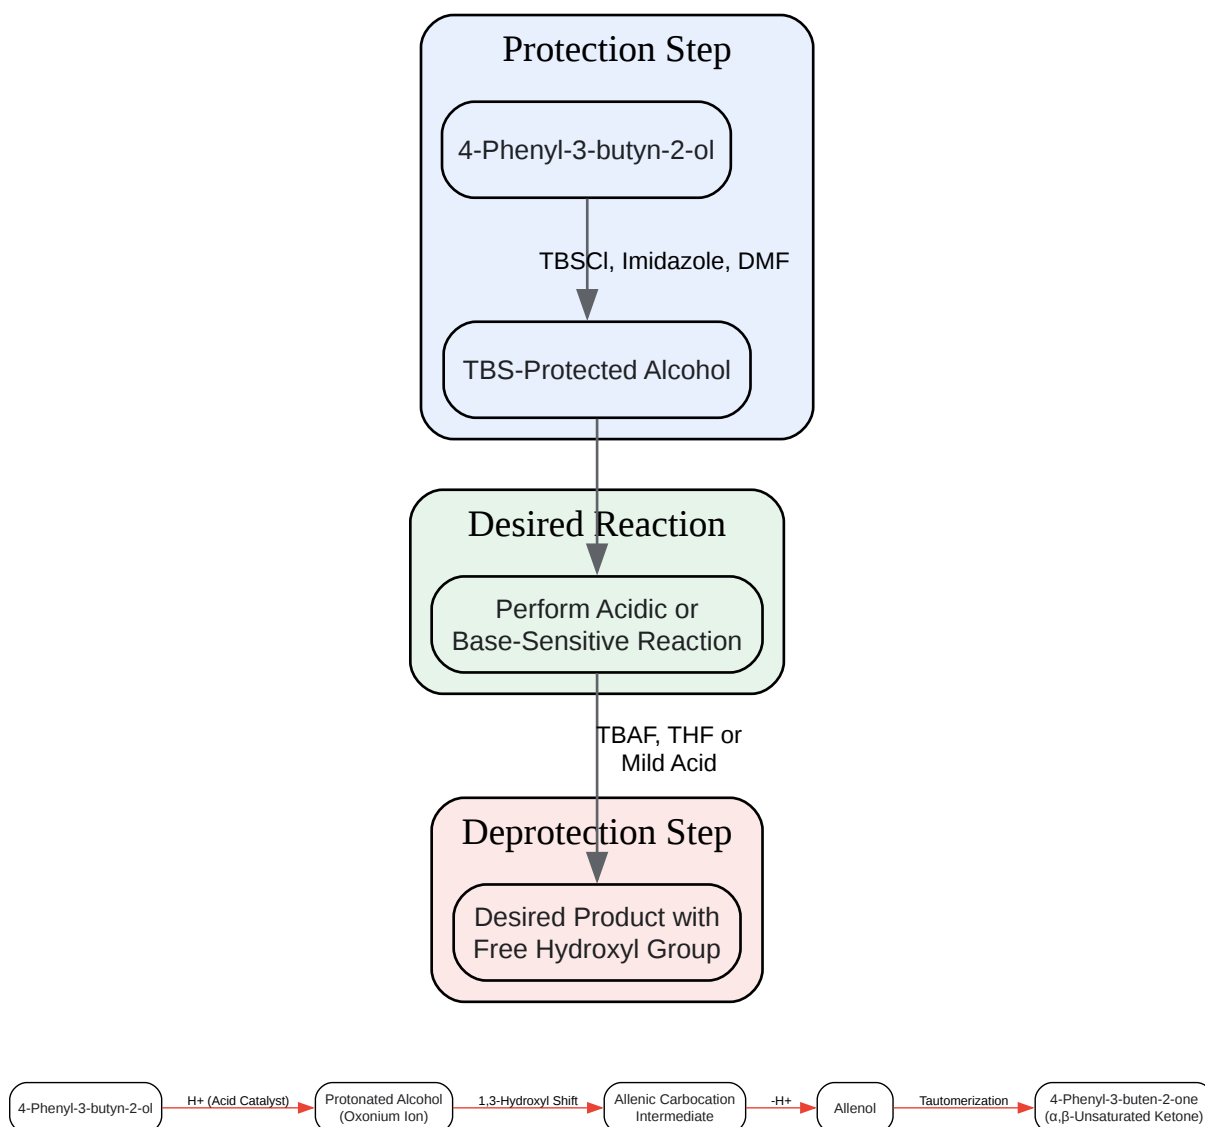 Protection Step
4-Phenyl-3-butyn-2-ol
TBSCl, Imidazole, DMF
TBS-Protected Alcohol
Desired Reaction
Perform Acidic or
Base-Sensitive Reaction
TBAF, THF or
Mild Acid
Deprotection Step
Desired Product with
Free Hydroxyl Group
4-Phenyl-3-butyn-2-ol
H+ (Acid Catalyst)
Protonated Alcohol
(Oxonium Ion)
1,3-Hydroxyl Shift
Allenic Carbocation
Intermediate
-H+
Allenol
Tautomerization
4-Phenyl-3-buten-2-one
(α,β-Unsaturated Ketone)